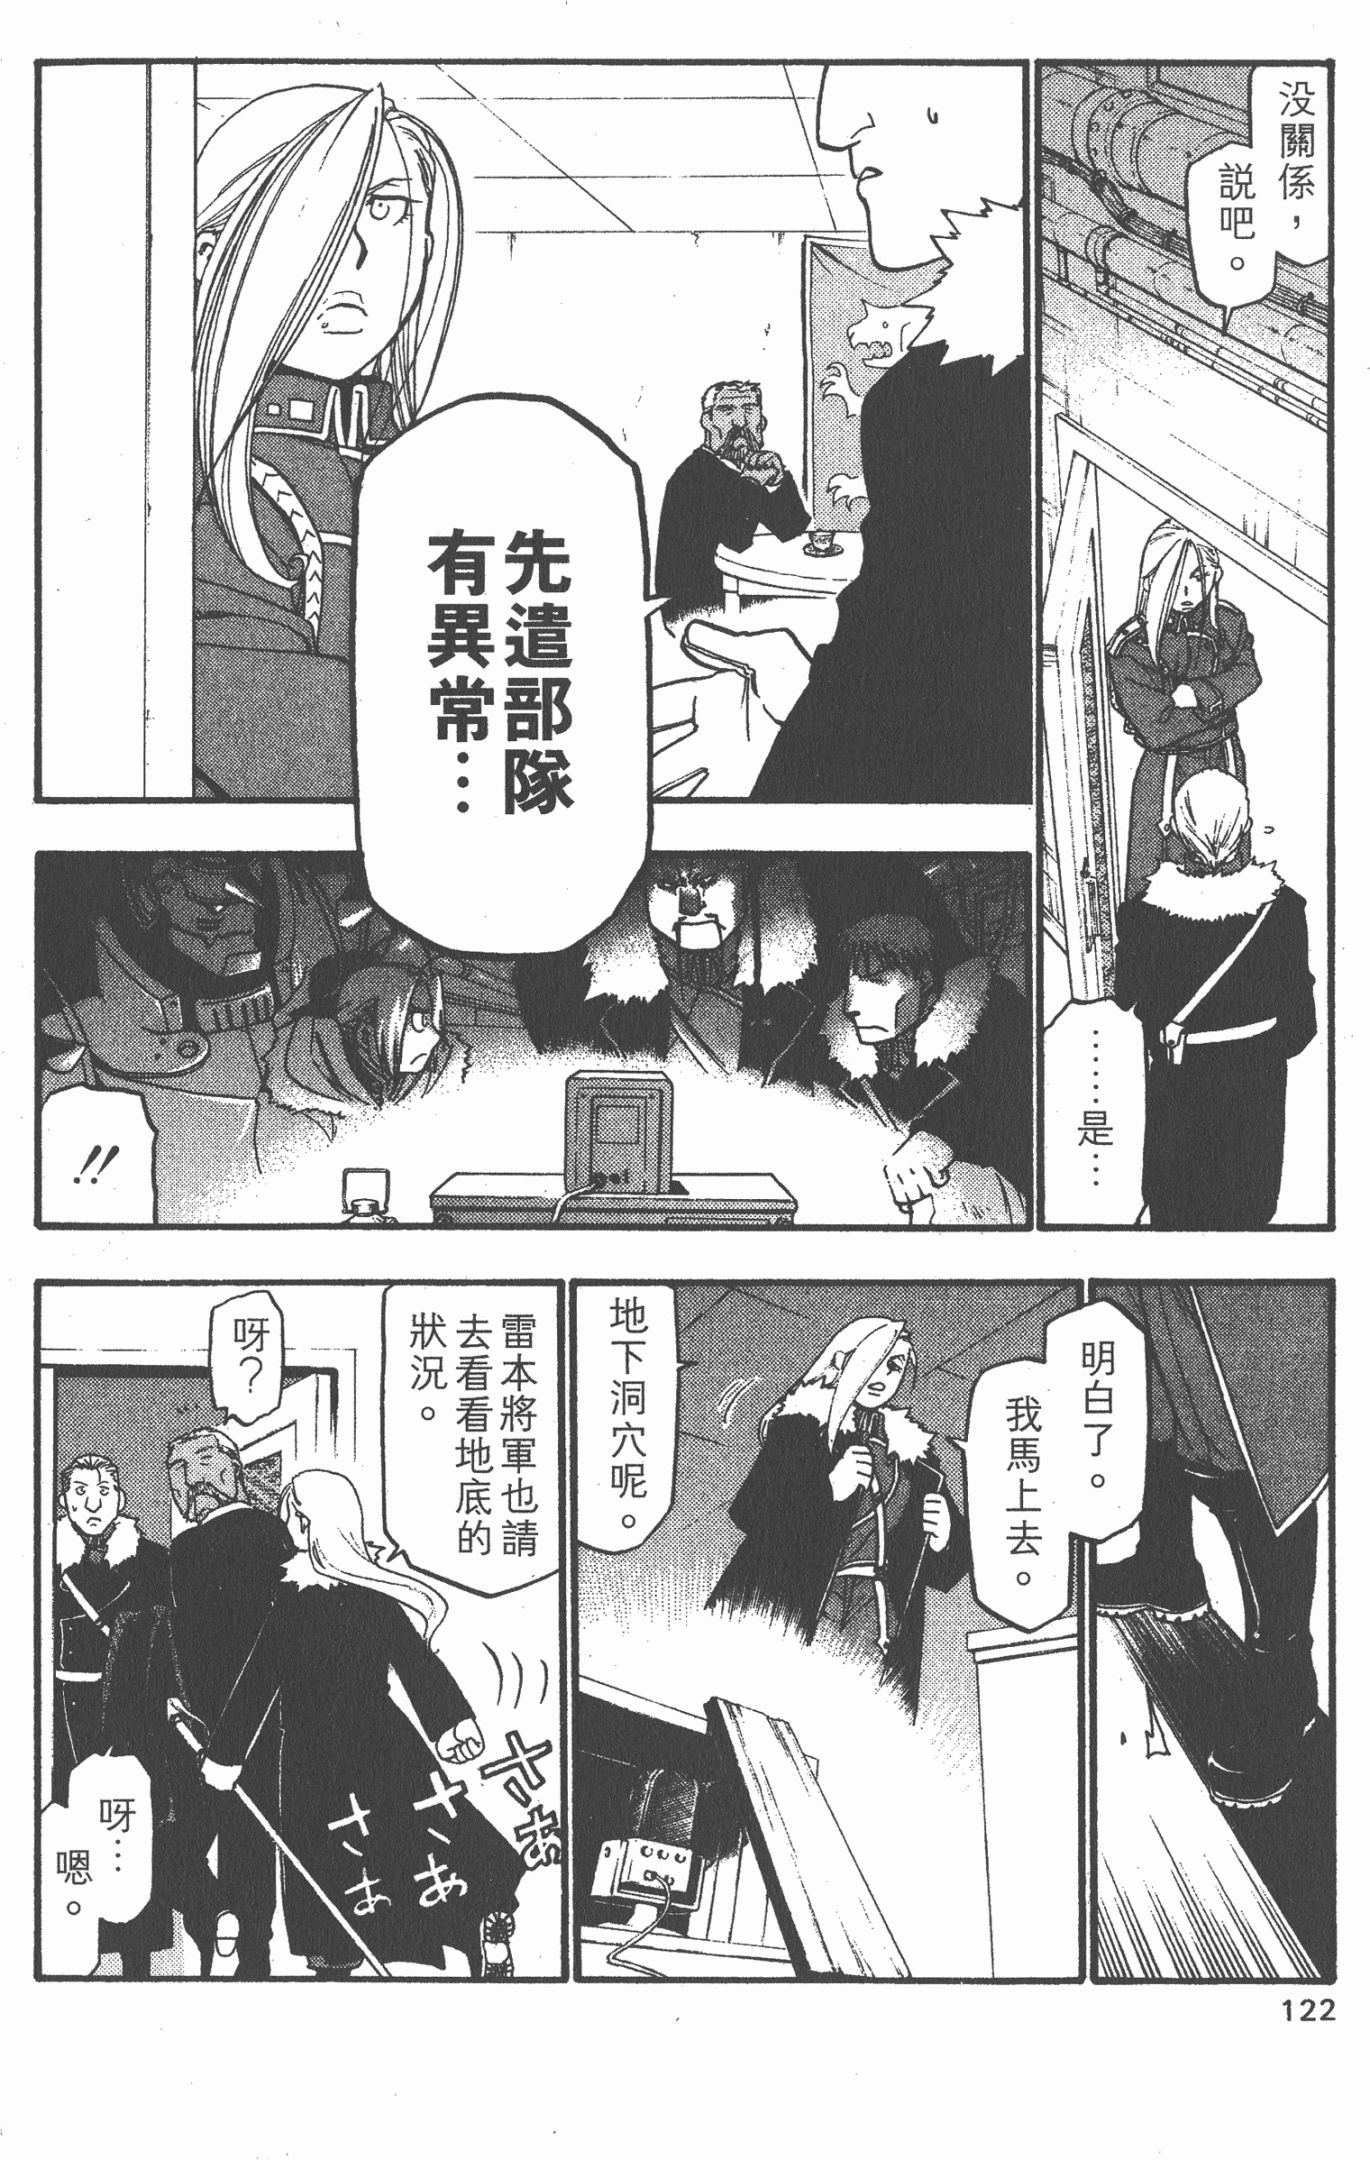 没關係，
説吧。
………是…
先遣部隊
有異常…
!!
明白了。
我馬上去。
地下洞穴呢。
雷本將軍也請
去看看地底的
狀況。
呀？
さあ
さあ
さあ
呀…
嗯。
122